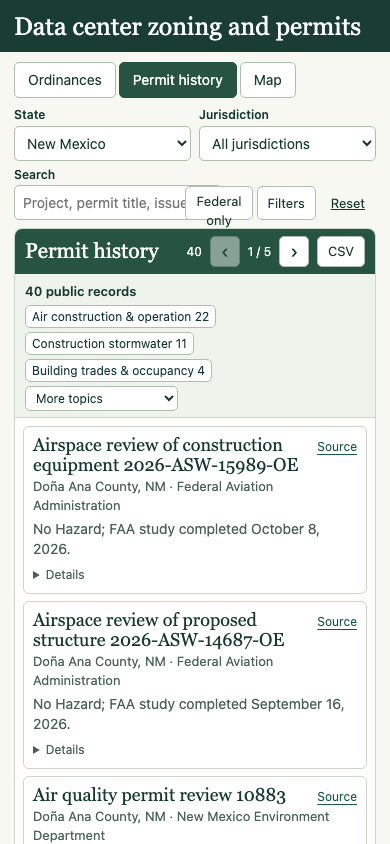 Data center zoning and permits
Ordinances
Permit history
Map
State
Jurisdiction
New Mexico
All jurisdictions
Search
Project, permit title, issue
Federal only
Filters
Reset
Permit history
40
‹
1 / 5
›
CSV
40 public records
Air construction & operation 22
Construction stormwater 11
Building trades & occupancy 4
More topics
Airspace review of construction
equipment 2026-ASW-15989-OE
Source
Doña Ana County, NM · Federal Aviation
Administration
No Hazard; FAA study completed October 8,
2026.
Details
Airspace review of proposed
structure 2026-ASW-14687-OE
Source
Doña Ana County, NM · Federal Aviation
Administration
No Hazard; FAA study completed September 16,
2026.
Details
Air quality permit review 10883
Source
Doña Ana County, NM · New Mexico Environment
Department